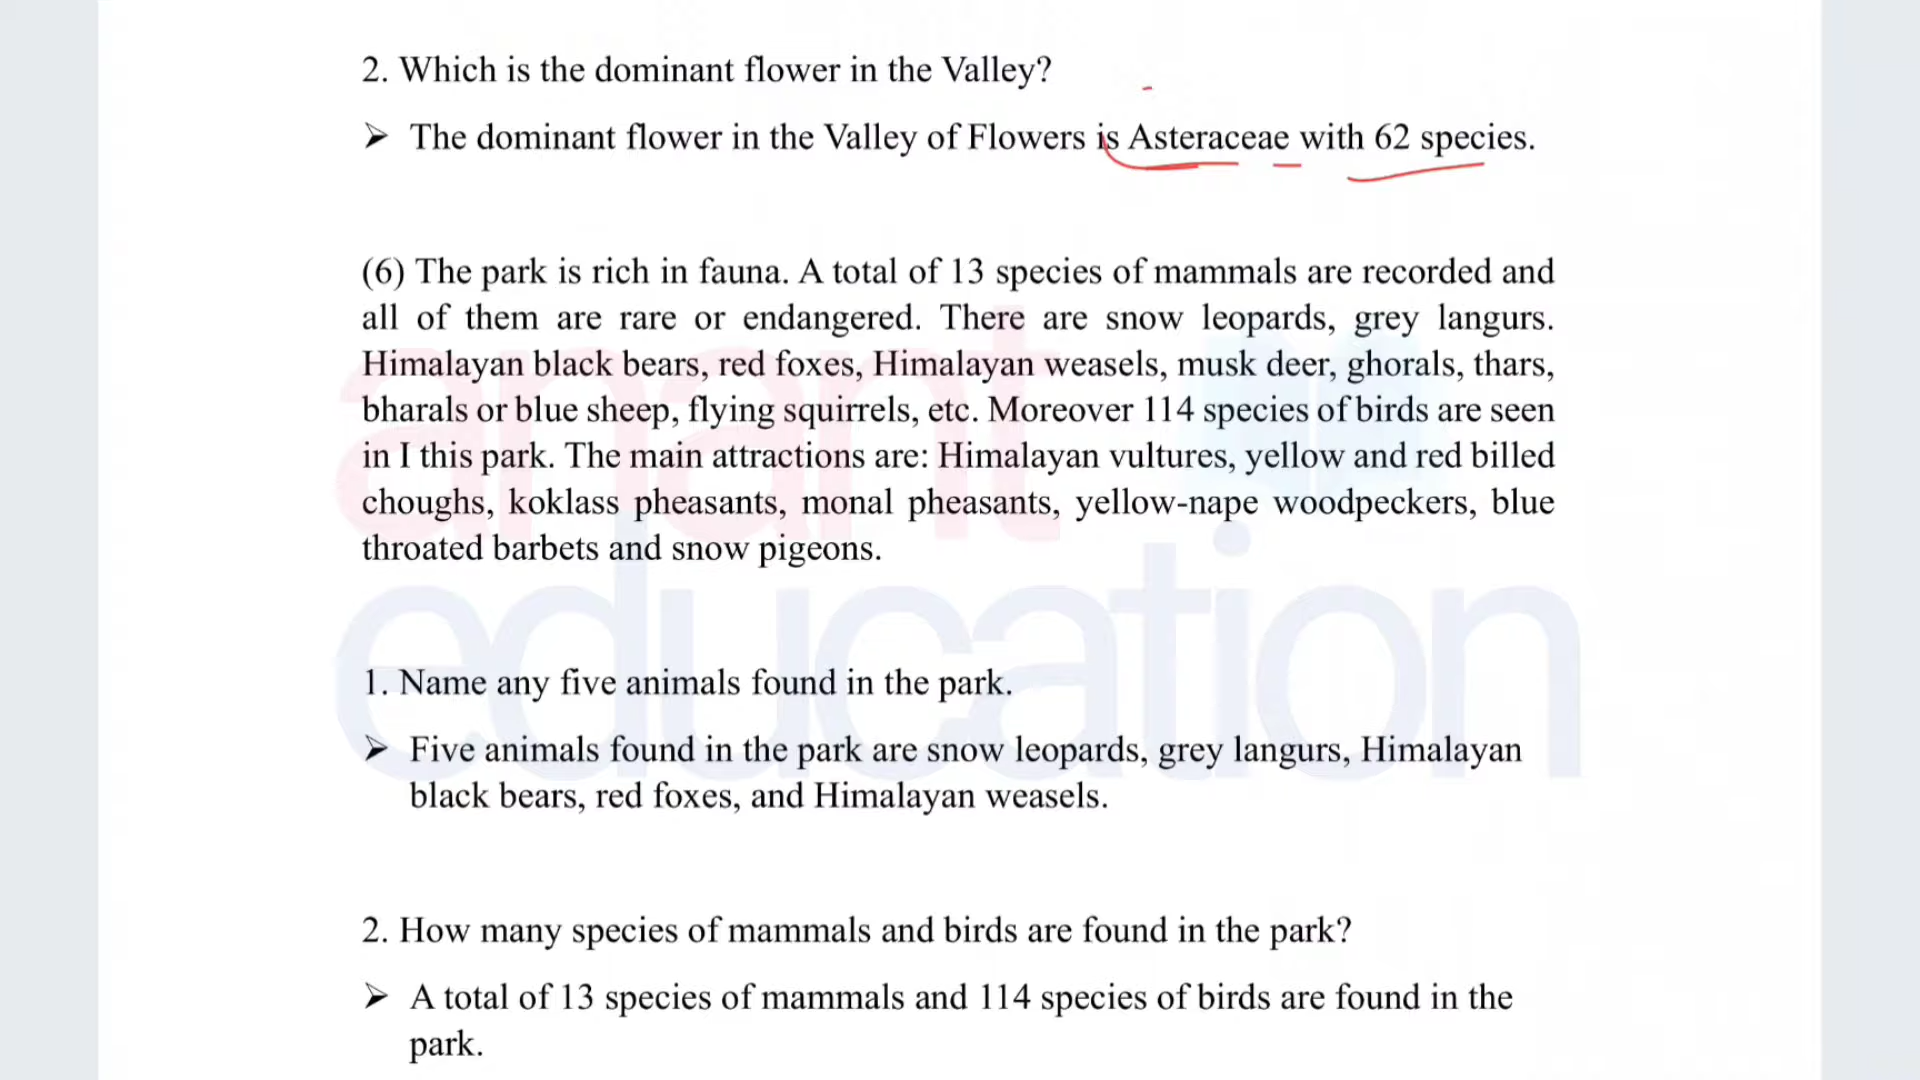 2. Which is the dominant flower in the Valley?
➢ The dominant flower in the Valley of Flowers is Asteraceae with 62 species.
(6) The park is rich in fauna. A total of 13 species of mammals are recorded and
all of them are rare or endangered. There are snow leopards, grey langurs.
Himalayan black bears, red foxes, Himalayan weasels, musk deer, ghorals, thars,
bharals or blue sheep, flying squirrels, etc. Moreover 114 species of birds are seen
in I this park. The main attractions are: Himalayan vultures, yellow and red billed
choughs, koklass pheasants, monal pheasants, yellow-nape woodpeckers, blue
throated barbets and snow pigeons.
anant
education
1. Name any five animals found in the park.
➢ Five animals found in the park are snow leopards, grey langurs, Himalayan
black bears, red foxes, and Himalayan weasels.
2. How many species of mammals and birds are found in the park?
➢ A total of 13 species of mammals and 114 species of birds are found in the
park.